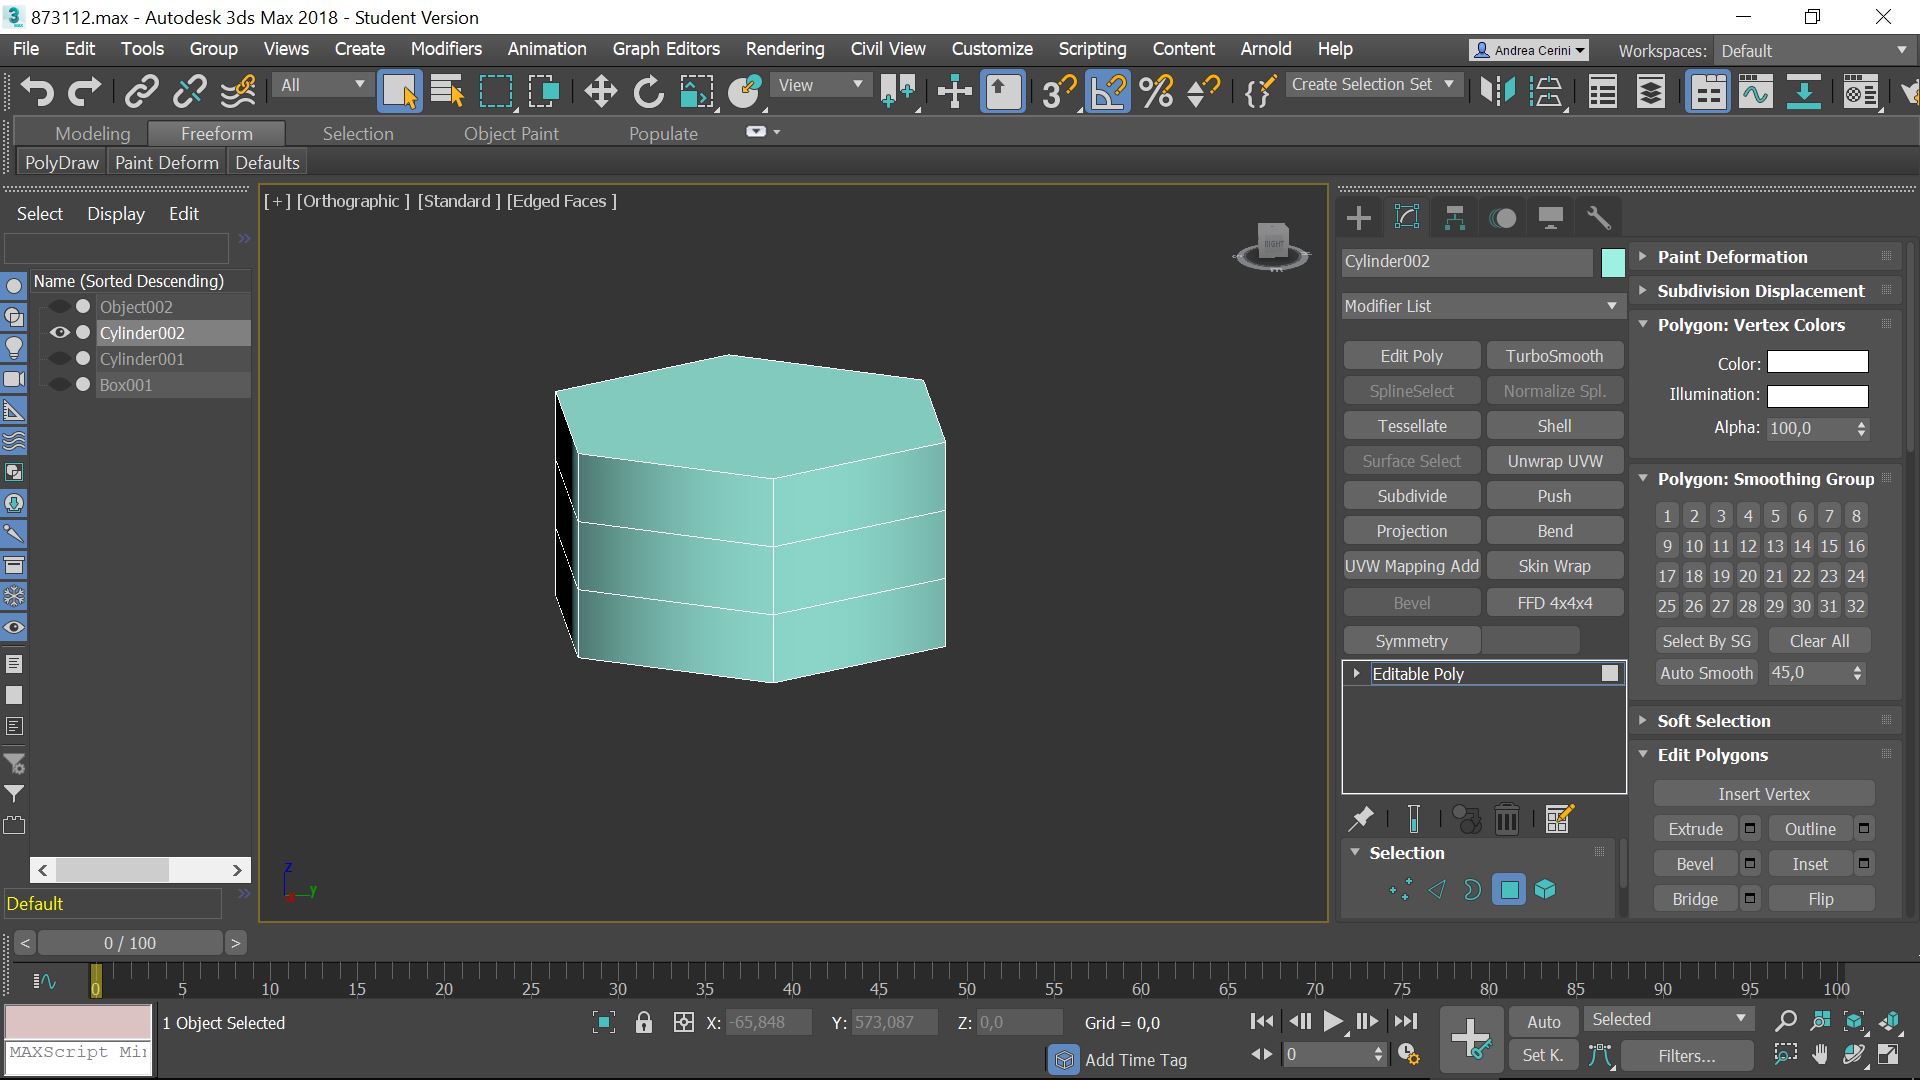 873112.max - Autodesk 3ds Max 2018 - Student Version
File Edit Tools Group Views Create Modifiers Animation Graph Editors Rendering Civil View Customize Scripting Content Arnold Help
Andrea Cerini Workspaces: Default
All View Create Selection Set
Modeling Freeform Selection Object Paint Populate
PolyDraw Paint Deform Defaults
Select Display Edit
Name (Sorted Descending)
Object002
Cylinder002
Cylinder001
Box001
Default
[ + ] [Orthographic ] [Standard ] [Edged Faces ]
RIGHT
z
y
Cylinder002
Modifier List
Edit Poly TurboSmooth
SplineSelect Normalize Spl.
Tessellate Shell
Surface Select Unwrap UVW
Subdivide Push
Projection Bend
UVW Mapping Add Skin Wrap
Bevel FFD 4x4x4
Symmetry
Editable Poly
Selection
Paint Deformation
Subdivision Displacement
Polygon: Vertex Colors
Color:
Illumination:
Alpha: 100,0
Polygon: Smoothing Group
1 2 3 4 5 6 7 8
9 10 11 12 13 14 15 16
17 18 19 20 21 22 23 24
25 26 27 28 29 30 31 32
Select By SG Clear All
Auto Smooth 45,0
Soft Selection
Edit Polygons
Insert Vertex
Extrude Outline
Bevel Inset
Bridge Flip
< 0 / 100 >
0 5 10 15 20 25 30 35 40 45 50 55 60 65 70 75 80 85 90 95 100
1 Object Selected X: -65,848 Y: 573,087 Z: 0,0 Grid = 0,0
Auto Selected
MAXScript Mi
Add Time Tag 0 Set K. Filters...